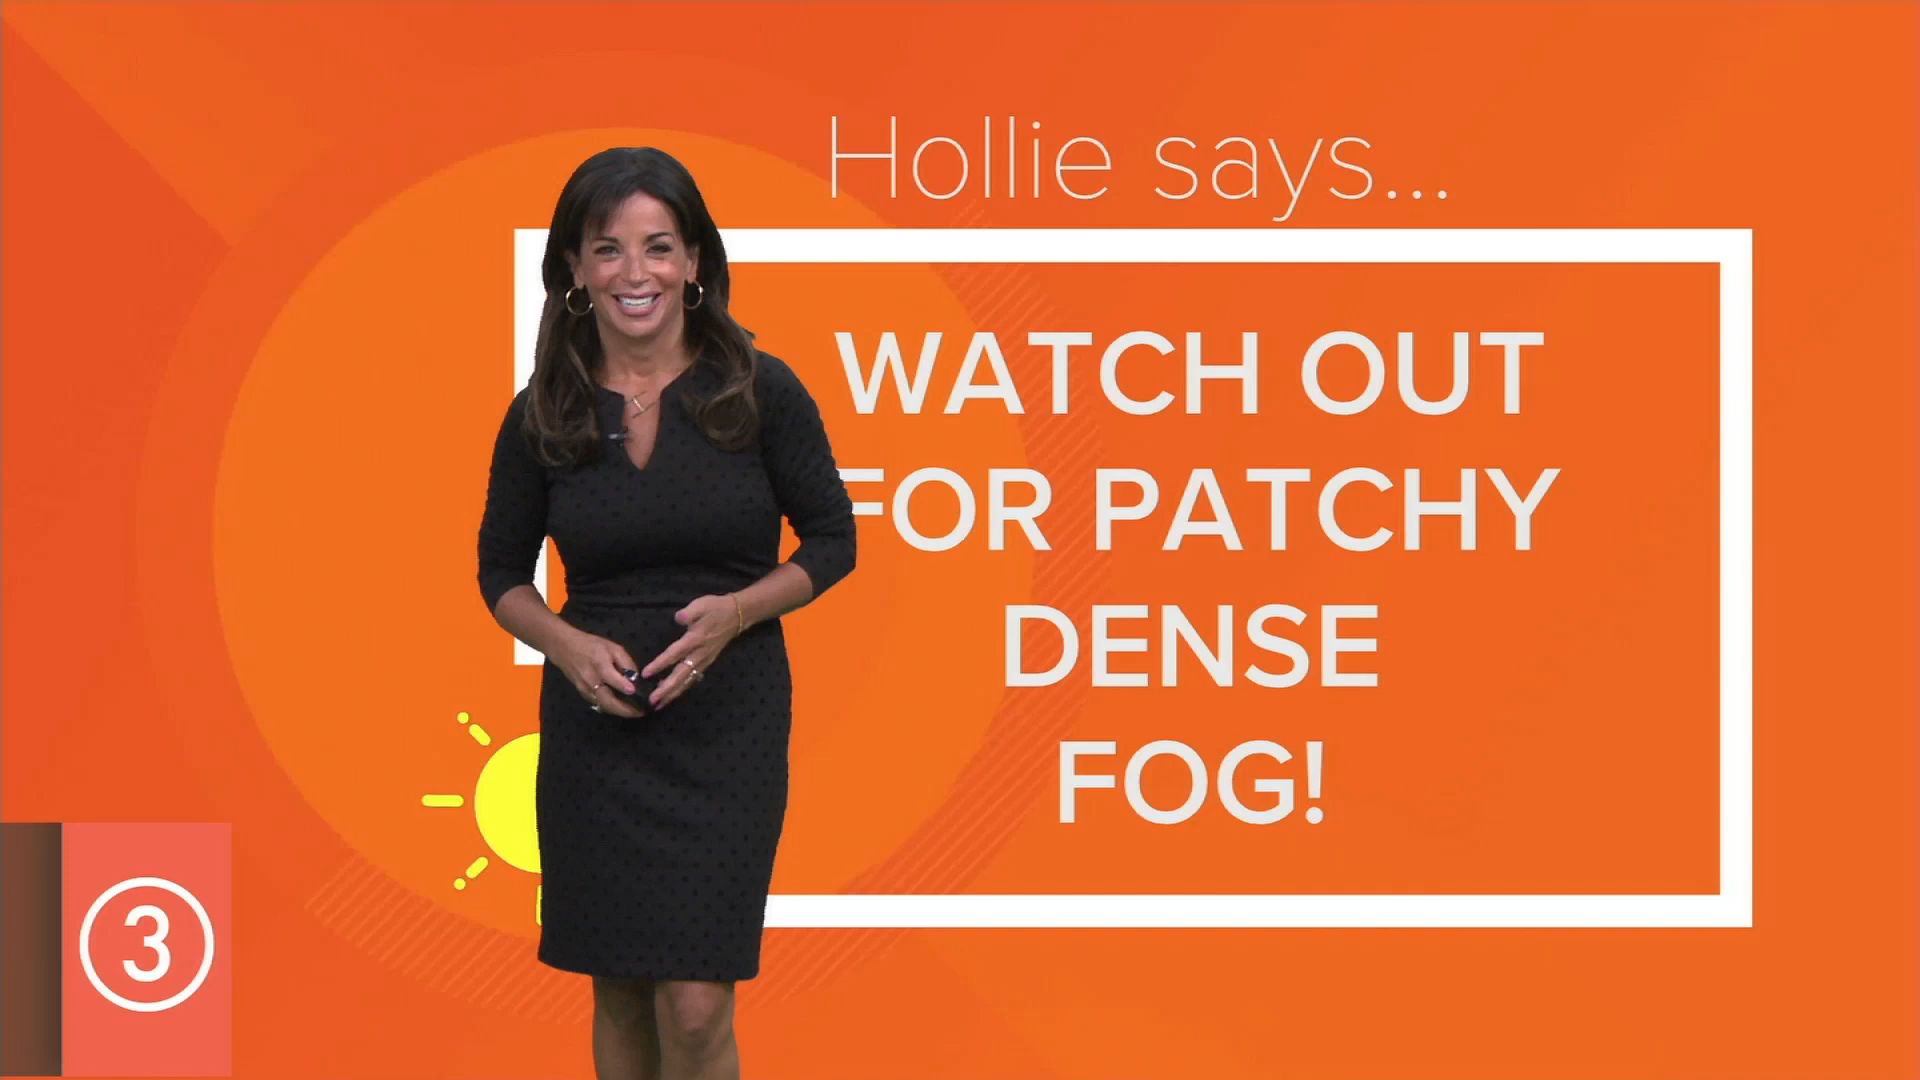 Hollie says...
WATCH OUT
FOR PATCHY
DENSE
FOG!
3